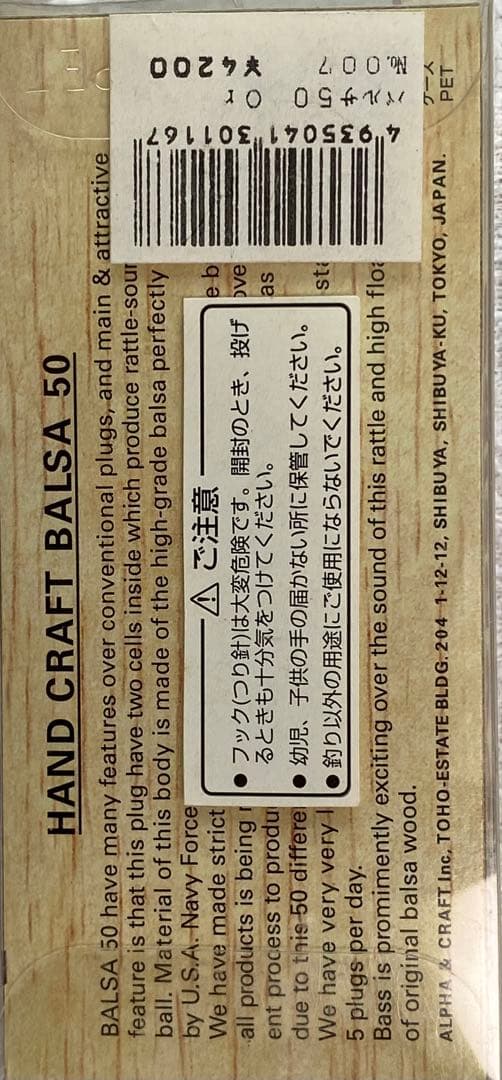 HAND CRAFT BALSA 50
BALSA 50 have many features over conventional plugs, and main & attractive
feature is that this plug have two cells inside which produce rattle-sour
ball. Material of this body is made of the high-grade balsa perfectly
by U.S.A. Navy Force
We have made strict
all products is being
ent process to produ
due to this 50 differe
We have very very
5 plugs per day.
Bass is promimently exciting over the sound of this rattle and high floa
of original balsa wood.
ALPHA & CRAFT Inc, TOHO-ESTATE BLDG. 204 1-12-12, SHIBUYA, SHIBUYA-KU, TOKYO, JAPAN.
ケース
PET
⚠ ご注意
●フック(つり針)は大変危険です。開封のとき、投げ
るときも十分気をつけてください。
●幼児、子供の手の届かない所に保管してください。
●釣り以外の用途にご使用にならないでください。
4935041301167
バルサ50 Or O
№007 ¥4200